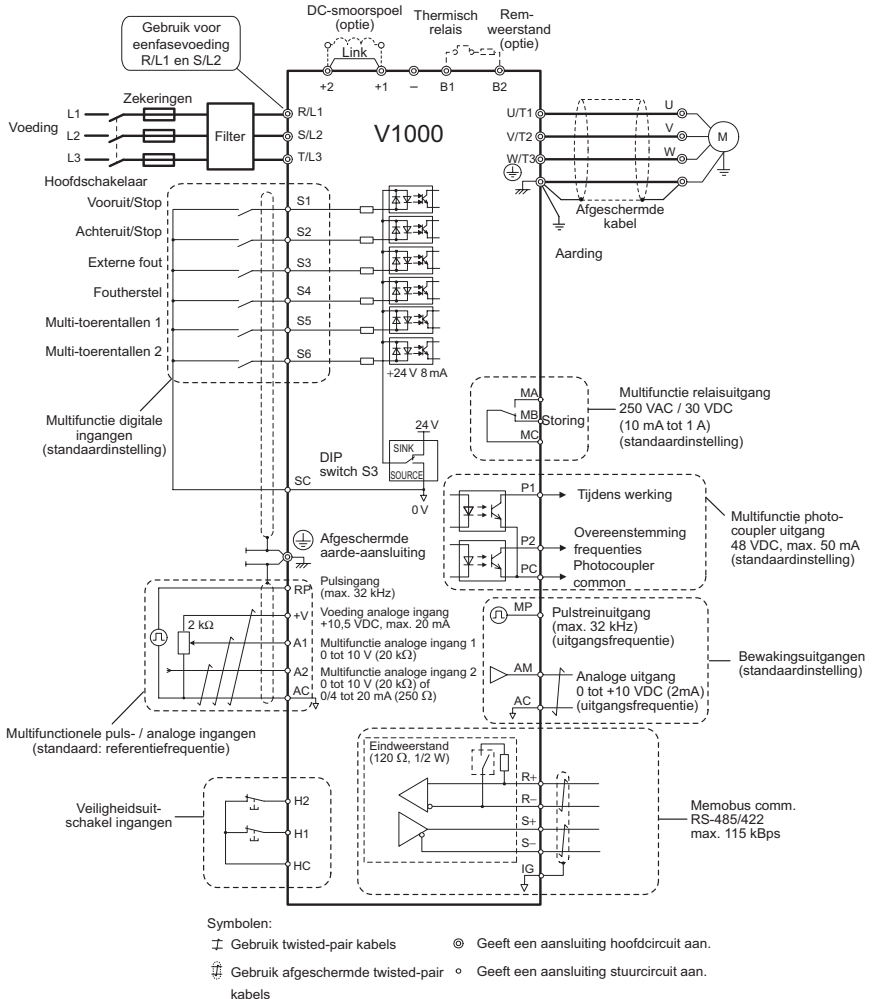 DC-smoorspoel
(optie)
Thermisch
relais
Rem-
weerstand
(optie)
Gebruik voor
eenfasevoeding
R/L1 en S/L2
Link
+2
+1
–
B1
B2
Voeding
L1
L2
L3
Zekeringen
Filter
R/L1
S/L2
T/L3
V1000
U/T1
V/T2
W/T3
U
V
W
M
Afgeschermde
kabel
Aarding
Hoofdschakelaar
Vooruit/Stop
S1
Achteruit/Stop
S2
Externe fout
S3
Foutherstel
S4
Multi-toerentallen 1
S5
Multi-toerentallen 2
S6
+24 V 8 mA
Multifunctie digitale
ingangen
(standaardinstelling)
24 V
DIP
switch S3
SINK
SOURCE
0 V
SC
MA
MB
MC
Storing
Multifunctie relaisuitgang
250 VAC / 30 VDC
(10 mA tot 1 A)
(standaardinstelling)
P1
Tijdens werking
P2
Overeenstemming
frequenties
PC
Photocoupler
common
Multifunctie photo-
coupler uitgang
48 VDC, max. 50 mA
(standaardinstelling)
Afgeschermde
aarde-aansluiting
RP
Pulsingang
(max. 32 kHz)
+V
Voeding analoge ingang
+10,5 VDC, max. 20 mA
2 kΩ
A1
Multifunctie analoge ingang 1
0 tot 10 V (20 kΩ)
A2
Multifunctie analoge ingang 2
0 tot 10 V (20 kΩ) of
0/4 tot 20 mA (250 Ω)
AC
Multifunctionele puls- / analoge ingangen
(standaard: referentiefrequentie)
MP
Pulstreinuitgang
(max. 32 kHz)
(uitgangsfrequentie)
AM
Analoge uitgang
0 tot +10 VDC (2mA)
(uitgangsfrequentie)
AC
Bewakingsuitgangen
(standaardinstelling)
Eindweerstand
(120 Ω, 1/2 W)
R+
R–
S+
S–
IG
Memobus comm.
RS-485/422
max. 115 kBps
Veiligheidsuit-
schakel ingangen
H2
H1
HC
Symbolen:
Gebruik twisted-pair kabels
Geeft een aansluiting hoofdcircuit aan.
Gebruik afgeschermde twisted-pair
kabels
Geeft een aansluiting stuurcircuit aan.